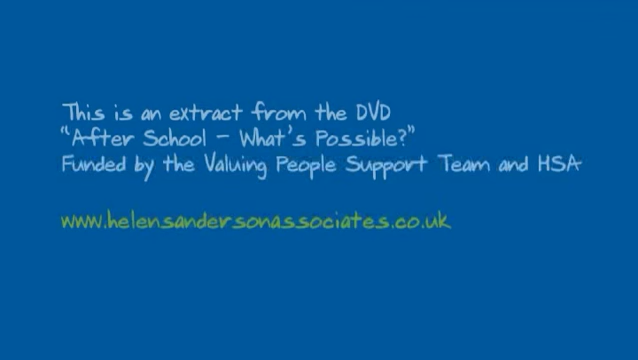 This is an extract from the DVD
“After School – What's Possible?”
Funded by the Valuing People Support Team and HSA
www.helensandersonassociates.co.uk